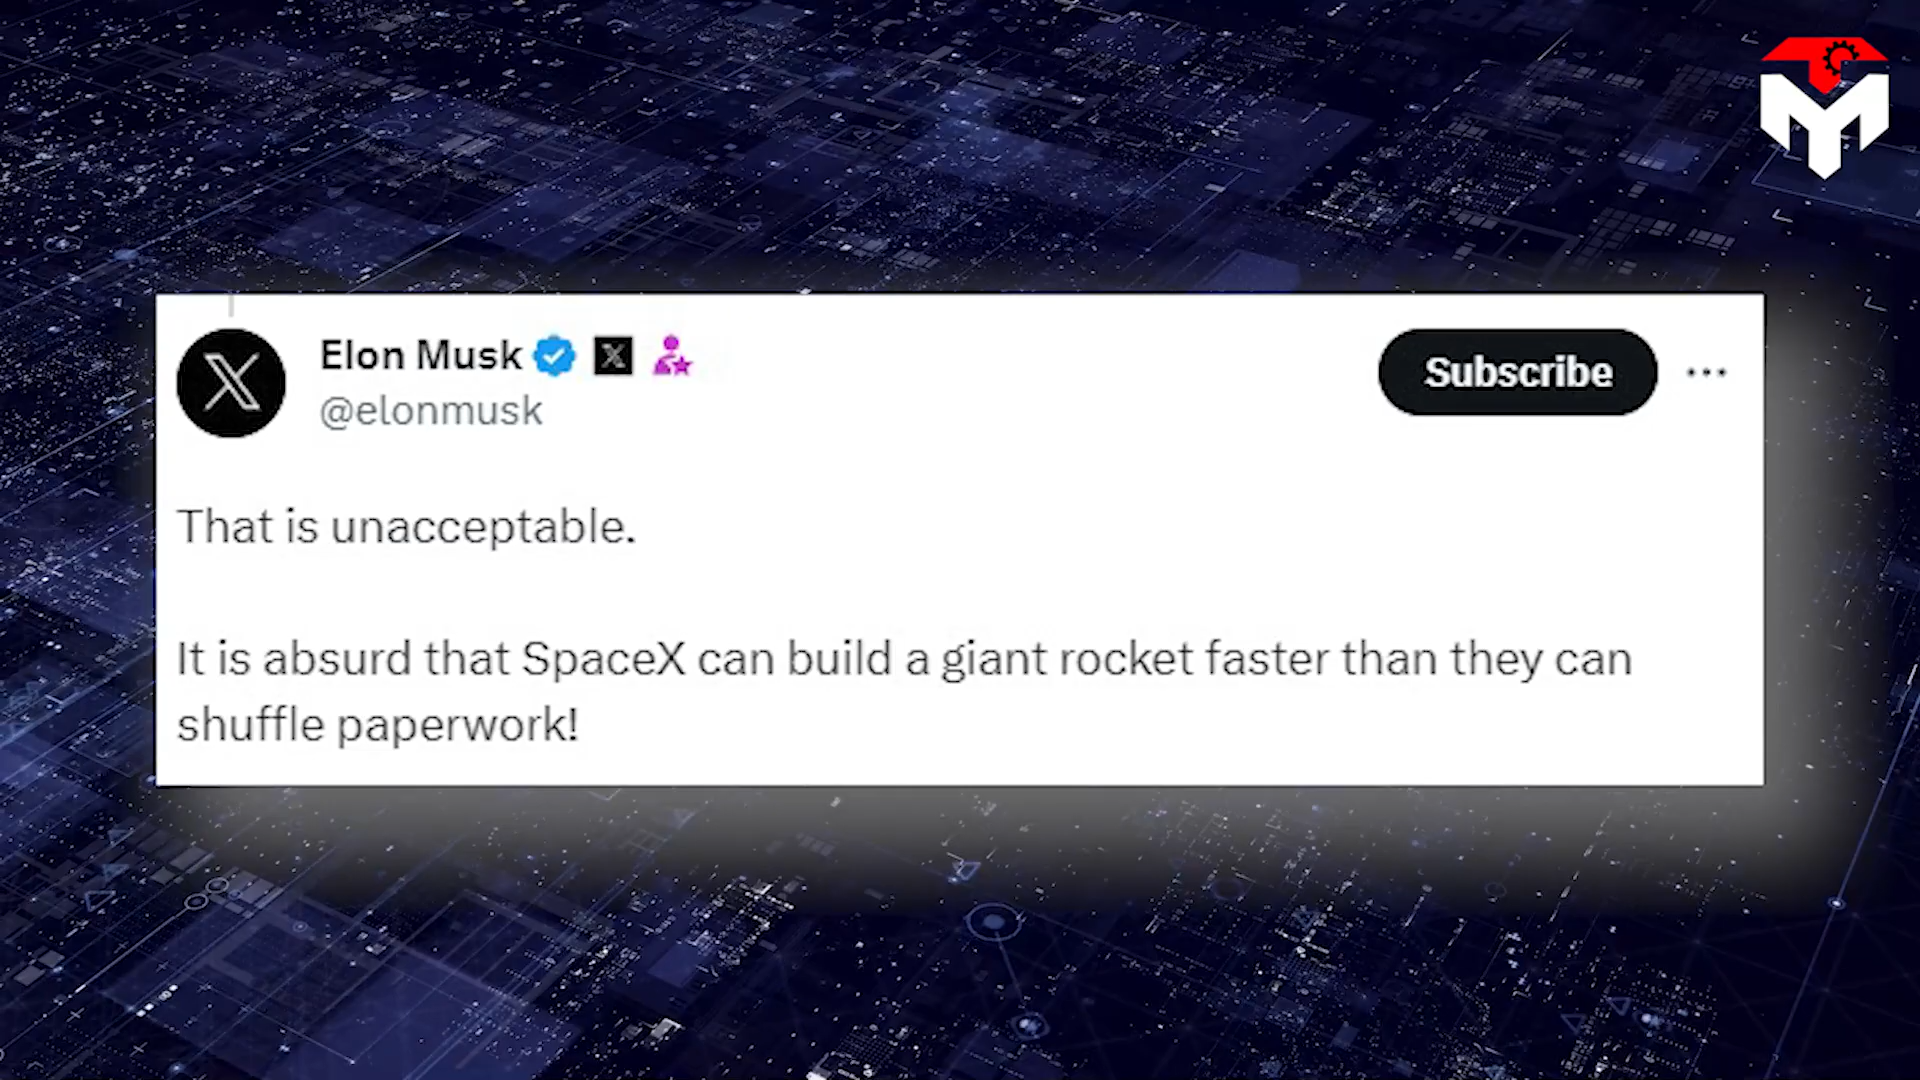 Elon Musk
@elonmusk
Subscribe
That is unacceptable.
It is absurd that SpaceX can build a giant rocket faster than they can
shuffle paperwork!